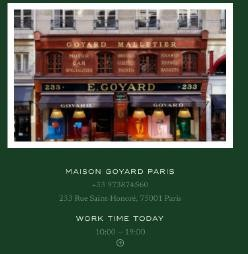 GOYARD MALLETIER
233 E.GOYARD 233
GOYARD GOYARD
MAISON GOYARD PARIS
+33 973874560
233 Rue Saint-Honoré, 75001 Paris
WORK TIME TODAY
10:00 – 19:00